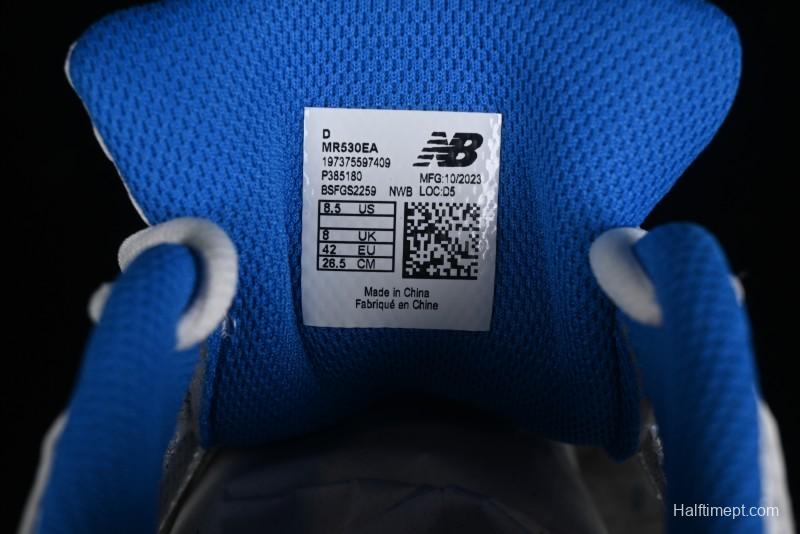 D
MR530EA
NB
197375597409
P385180 MFG:10/2023
BSFGS2259 NWB LOC:D5
8.5 US
8 UK
42 EU
26.5 CM
Made in China
Fabriqué en Chine
Halftimept.com